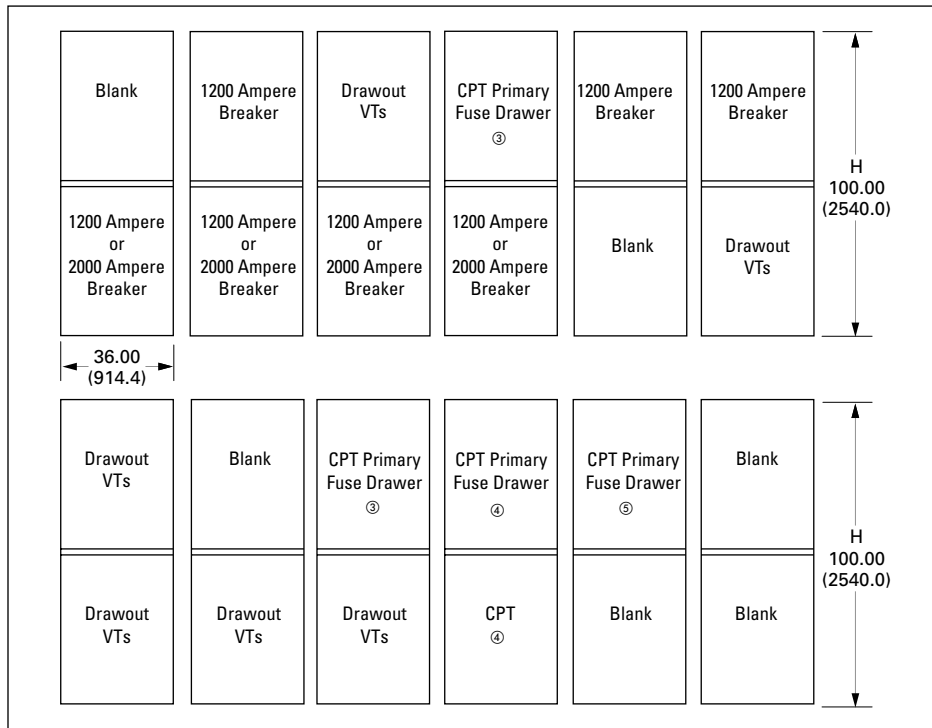 Blank
1200 Ampere
Breaker
Drawout
VTs
CPT Primary
Fuse Drawer
③
1200 Ampere
Breaker
1200 Ampere
Breaker
H
100.00
(2540.0)
1200 Ampere
or
2000 Ampere
Breaker
1200 Ampere
or
2000 Ampere
Breaker
1200 Ampere
or
2000 Ampere
Breaker
1200 Ampere
or
2000 Ampere
Breaker
Blank
Drawout
VTs
36.00
(914.4)
Drawout
VTs
Blank
CPT Primary
Fuse Drawer
③
CPT Primary
Fuse Drawer
④
CPT Primary
Fuse Drawer
⑤
Blank
H
100.00
(2540.0)
Drawout
VTs
Drawout
VTs
Drawout
VTs
CPT
④
Blank
Blank